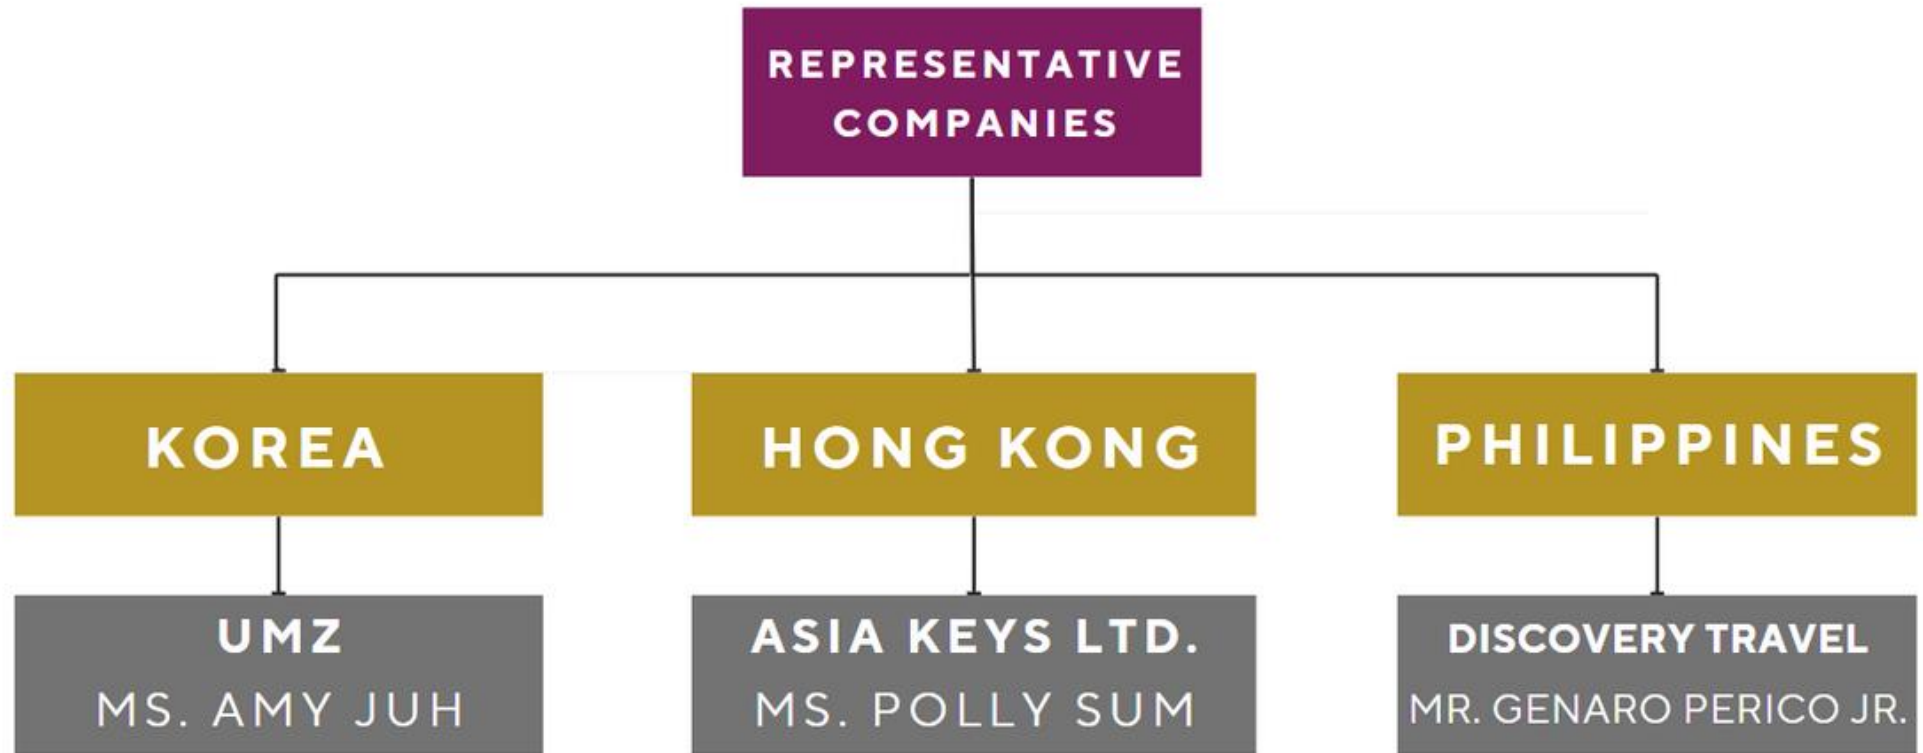 REPRESENTATIVE
COMPANIES
KOREA
HONG KONG
PHILIPPINES
UMZ
MS. AMY JUH
ASIA KEYS LTD.
MS. POLLY SUM
DISCOVERY TRAVEL
MR. GENARO PERICO JR.